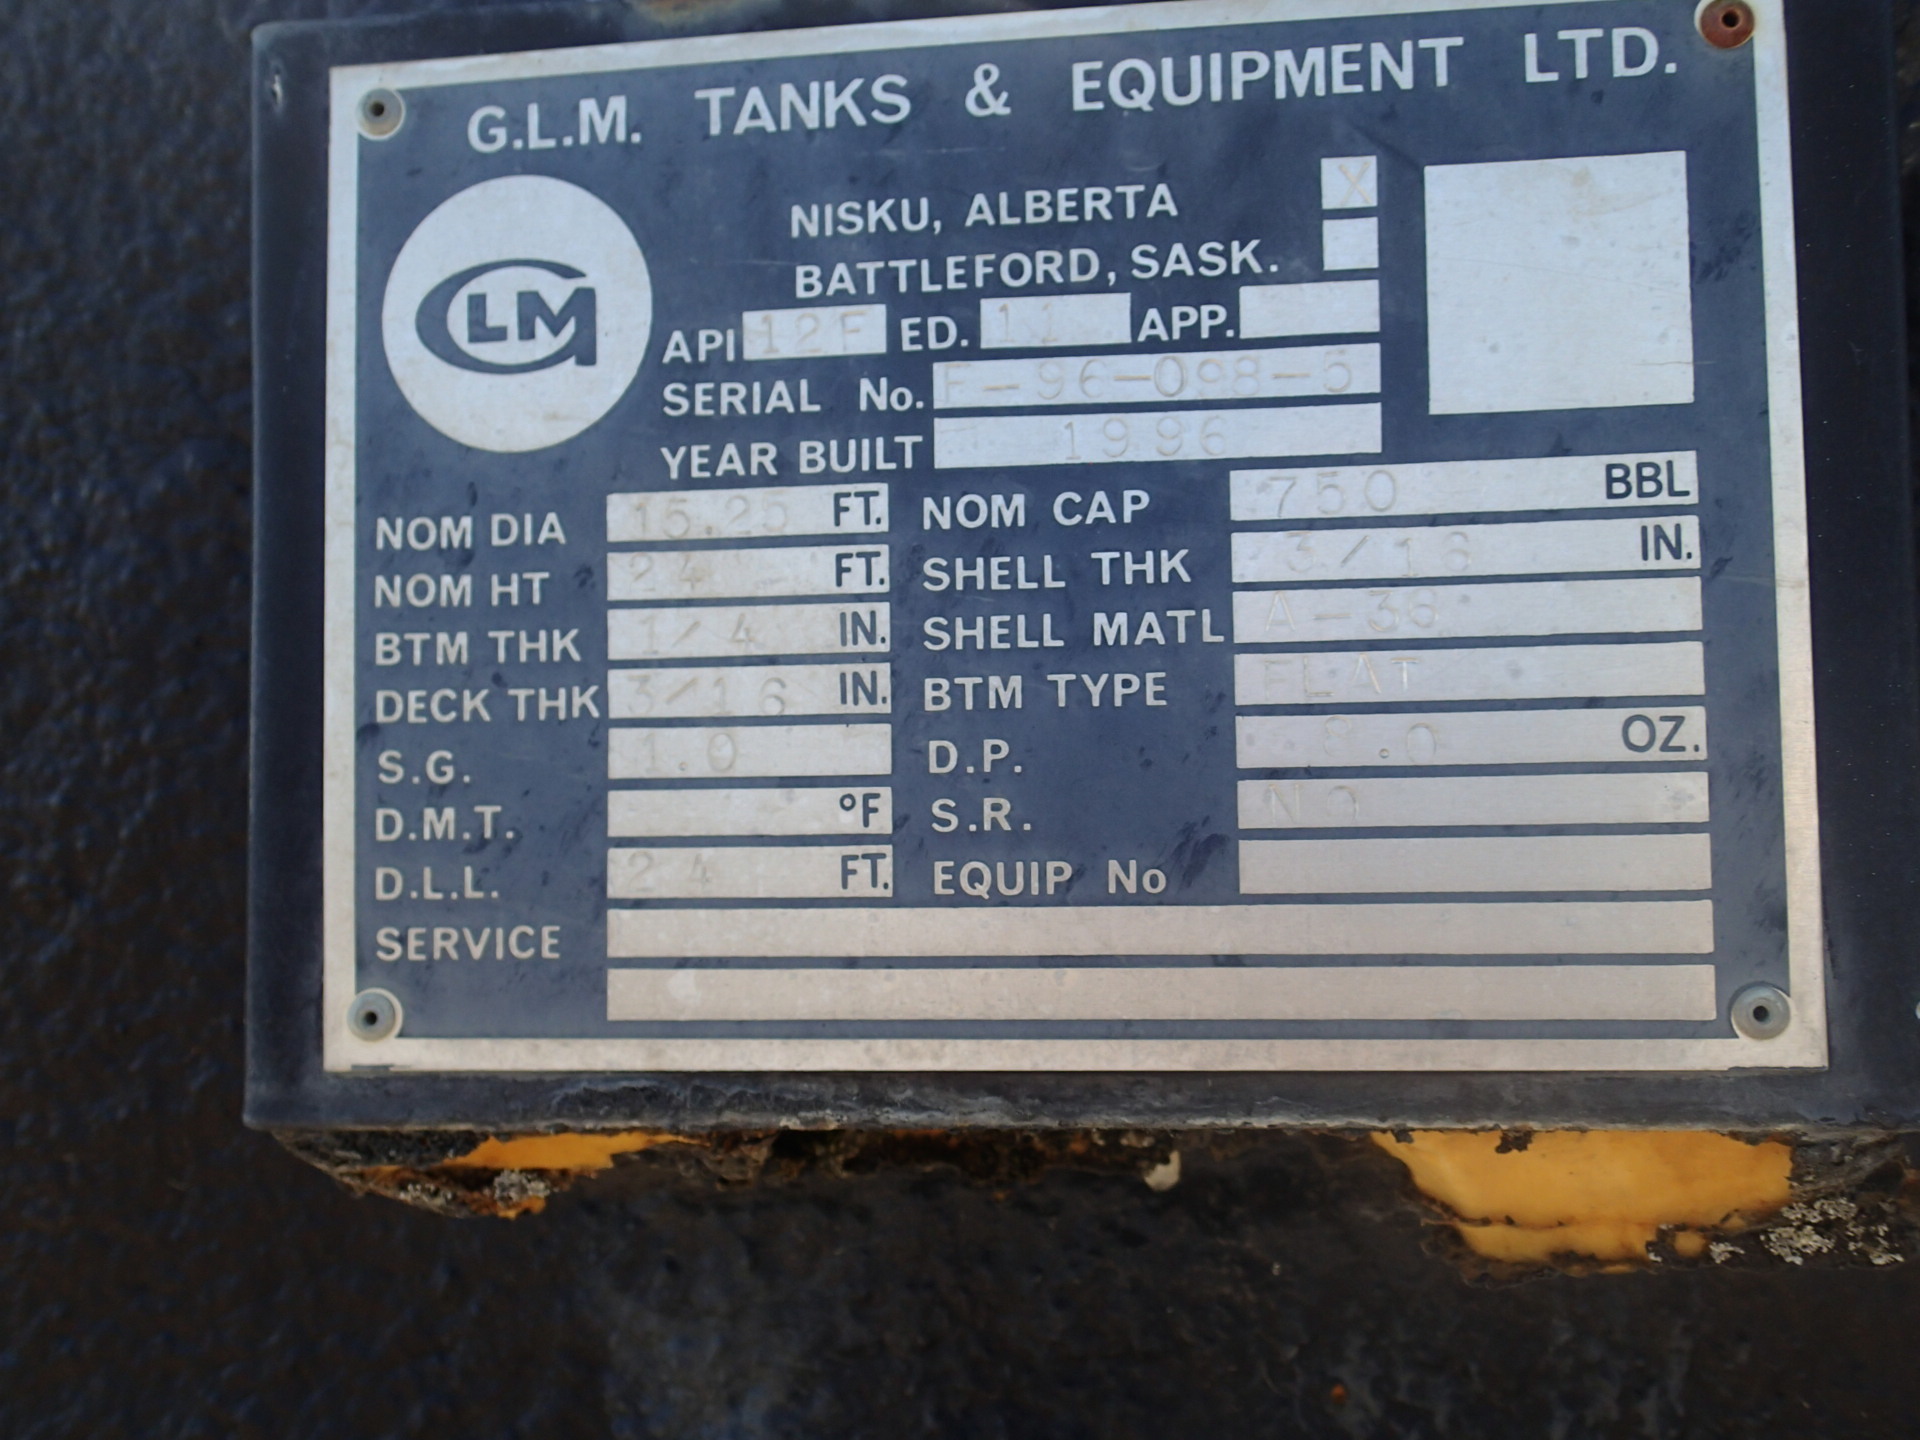 G.L.M. TANKS & EQUIPMENT LTD.
GLM
NISKU, ALBERTA X
BATTLEFORD, SASK.
API 12F ED. 11 APP.
SERIAL No. F-96-098-5
YEAR BUILT 1996
NOM DIA 15.25 FT. NOM CAP 750 BBL
NOM HT 24 FT. SHELL THK 3/16 IN.
BTM THK 1/4 IN. SHELL MATL A-36
DECK THK 3/16 IN. BTM TYPE FLAT
S.G. 1.0 D.P. 8.0 OZ.
D.M.T. °F S.R. NO
D.L.L. 24 FT. EQUIP No
SERVICE